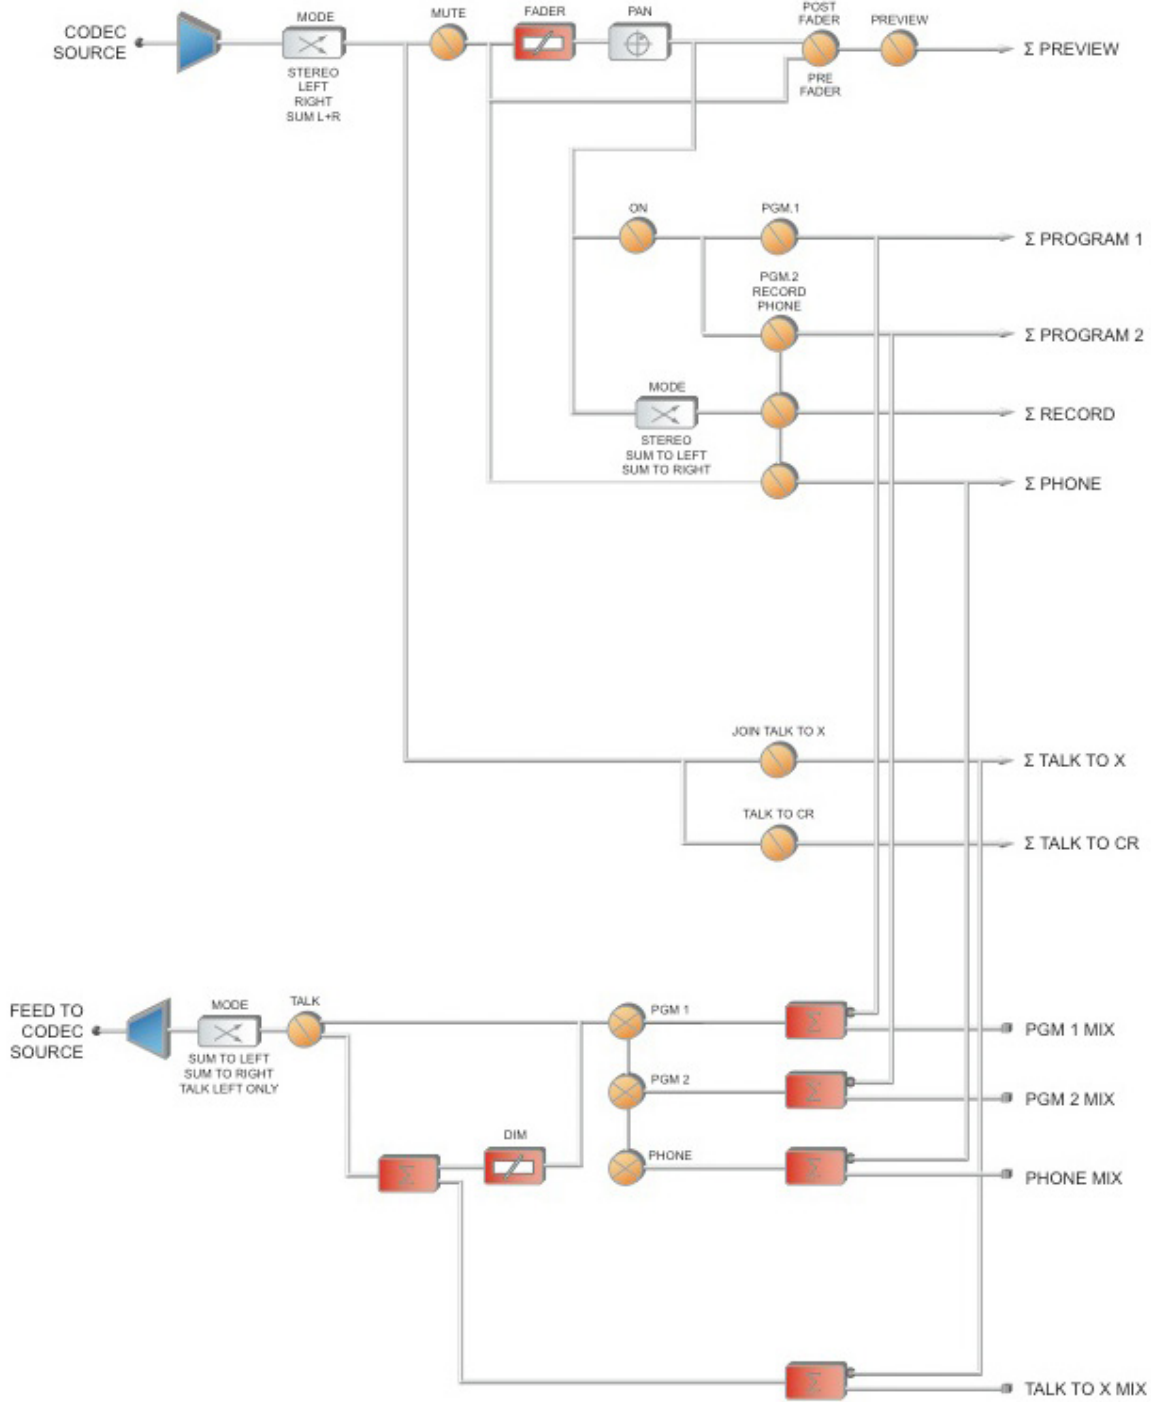 CODEC
SOURCE
MODE
STEREO
LEFT
RIGHT
SUM L+R
MUTE
FADER
PAN
POST
FADER
PRE
FADER
PREVIEW
Σ PREVIEW
ON
PGM.1
Σ PROGRAM 1
PGM.2
RECORD
PHONE
Σ PROGRAM 2
MODE
STEREO
SUM TO LEFT
SUM TO RIGHT
Σ RECORD
Σ PHONE
JOIN TALK TO X
Σ TALK TO X
TALK TO CR
Σ TALK TO CR
FEED TO
CODEC
SOURCE
MODE
SUM TO LEFT
SUM TO RIGHT
TALK LEFT ONLY
TALK
PGM 1
Σ
PGM 1 MIX
PGM 2
Σ
PGM 2 MIX
DIM
Σ
PHONE
Σ
PHONE MIX
Σ
TALK TO X MIX